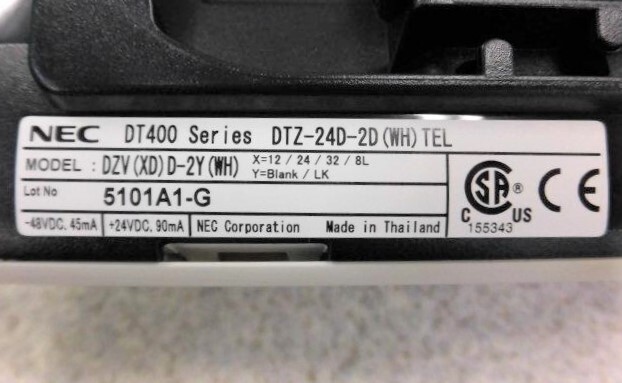 NEC DT400 Series DTZ-24D-2D(WH)TEL
MODEL : DZV(XD)D-2Y(WH) X=12 / 24 / 32 / 8L
Y=Blank / LK
Lot No 5101A1-G
-48VDC. 45mA +24VDC. 90mA NEC Corporation Made in Thailand
CSA ®
C US
155343
CE